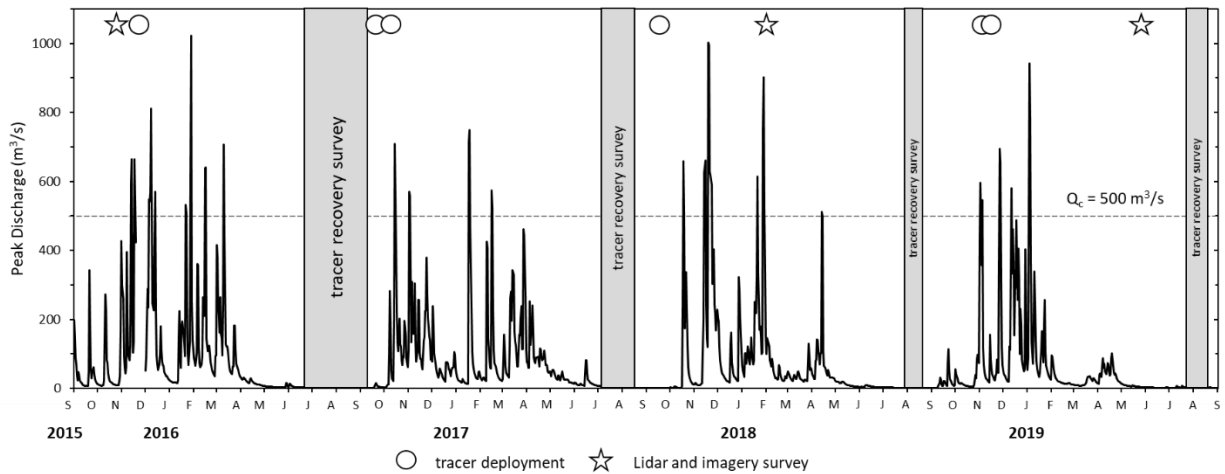 1000
800
600
400
200
0
Peak Discharge (m³/s)
tracer recovery survey
tracer recovery survey
tracer recovery survey
tracer recovery survey
Q_c = 500 m³/s
S O N D J F M A M J J A S O N D J F M A M J J A S O N D J F M A M J J A S O N D J F M A M J J A S
2015 2016 2017 2018 2019
tracer deployment Lidar and imagery survey